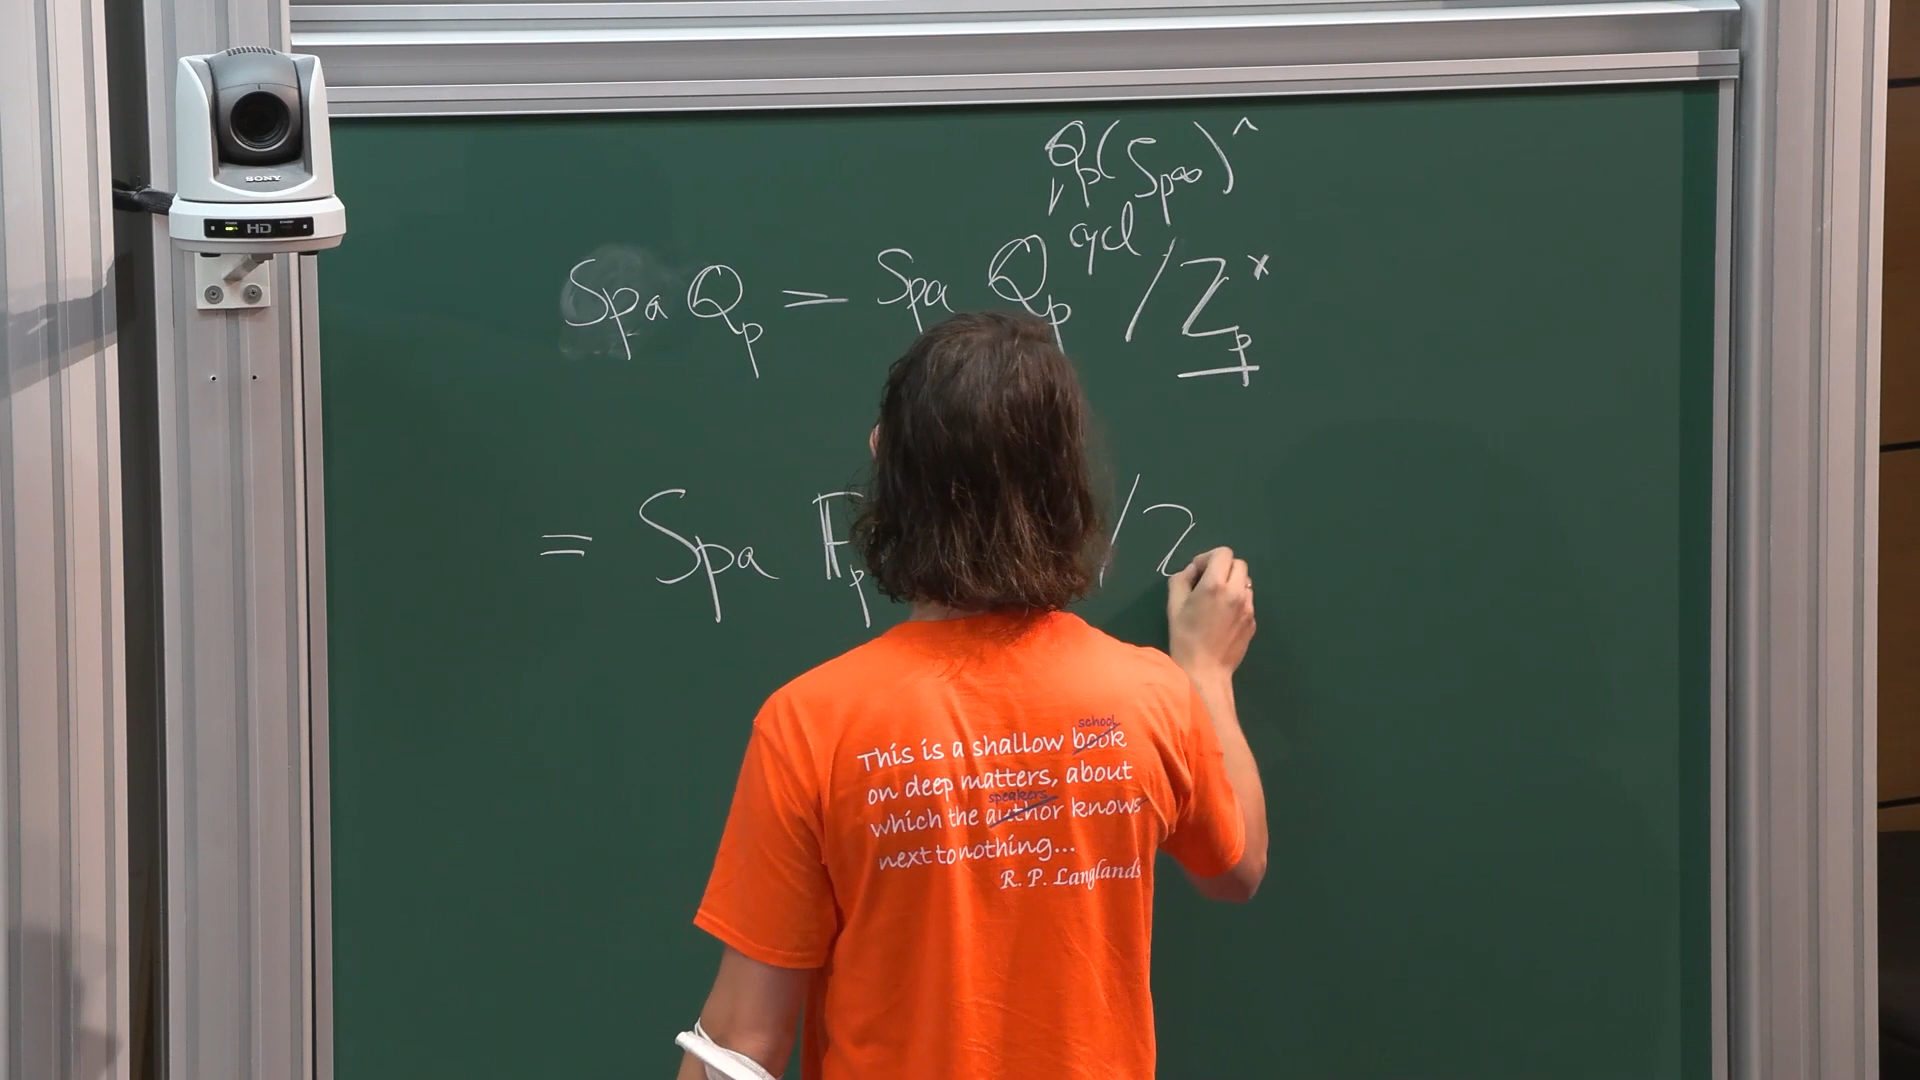 Q_p(ζ_{p^∞})^
Spa Q_p = Spa Q_p^{cycl} / Z_p^×
= Spa F_p / Z
This is a shallow book
school
on deep matters, about
which the author knows
speakers
next to nothing...
R. P. Langlands
SONY
HD